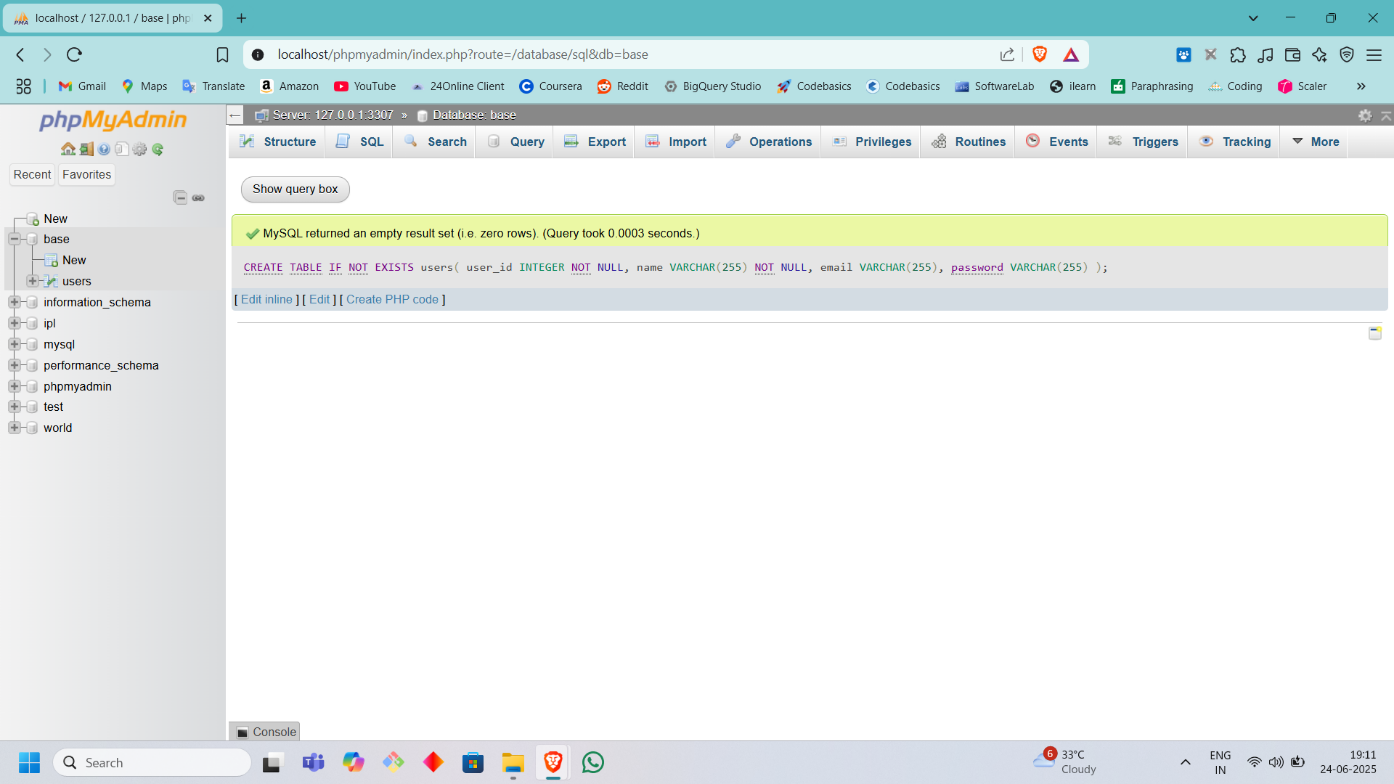 localhost / 127.0.0.1 / base | php
localhost/phpmyadmin/index.php?route=/database/sql&db=base
Gmail Maps Translate Amazon YouTube 24Online Client Coursera Reddit BigQuery Studio Codebasics Codebasics SoftwareLab ilearn Paraphrasing Coding Scaler »
phpMyAdmin
Server: 127.0.0.1:3307 » Database: base
Structure SQL Search Query Export Import Operations Privileges Routines Events Triggers Tracking More
Recent Favorites
Show query box
New
base
New
users
information_schema
ipl
mysql
performance_schema
phpmyadmin
test
world
MySQL returned an empty result set (i.e. zero rows). (Query took 0.0003 seconds.)
CREATE TABLE IF NOT EXISTS users( user_id INTEGER NOT NULL, name VARCHAR(255) NOT NULL, email VARCHAR(255), password VARCHAR(255) );
[ Edit inline ] [ Edit ] [ Create PHP code ]
Console
Search
6
33°C
Cloudy
ENG
IN
19:11
24-06-2025